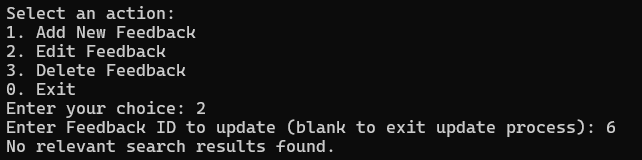 Select an action:
1. Add New Feedback
2. Edit Feedback
3. Delete Feedback
0. Exit
Enter your choice: 2
Enter Feedback ID to update (blank to exit update process): 6
No relevant search results found.